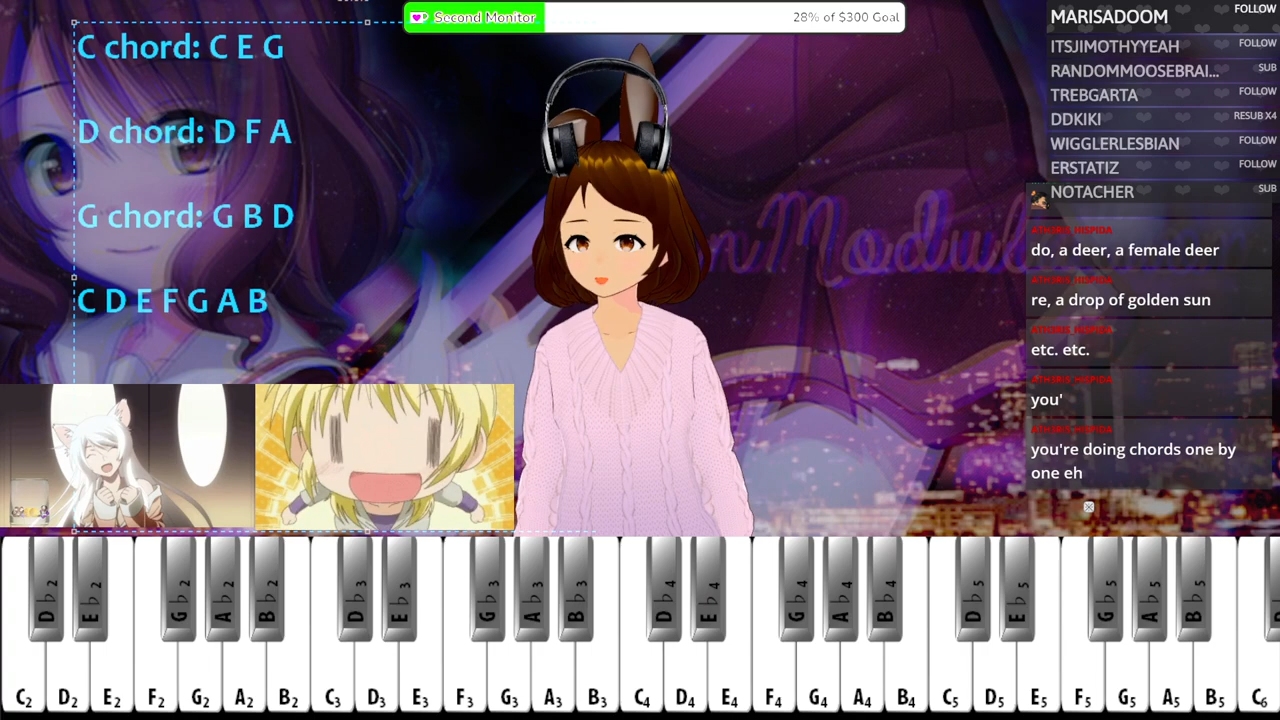 Second Monitor 28% of $300 Goal
C chord: C E G
D chord: D F A
G chord: G B D
C D E F G A B
MARISADOOM FOLLOW
ITSJIMOTHYYEAH FOLLOW
RANDOMMOOSEBRAI... SUB
TREBGARTA FOLLOW
DDKIKI RESUB X4
WIGGLERLESBIAN FOLLOW
ERSTATIZ FOLLOW
NOTACHER SUB
do, a deer, a female deer
re, a drop of golden sun
etc. etc.
you'
you're doing chords one by
one eh
D♭2 E♭2 G♭2 A♭2 B♭2 D♭3 E♭3 G♭3 A♭3 B♭3 D♭4 E♭4 G♭4 A♭4 B♭4 D♭5 E♭5 G♭5 A♭5 B♭5
C2 D2 E2 F2 G2 A2 B2 C3 D3 E3 F3 G3 A3 B3 C4 D4 E4 F4 G4 A4 B4 C5 D5 E5 F5 G5 A5 B5 C6